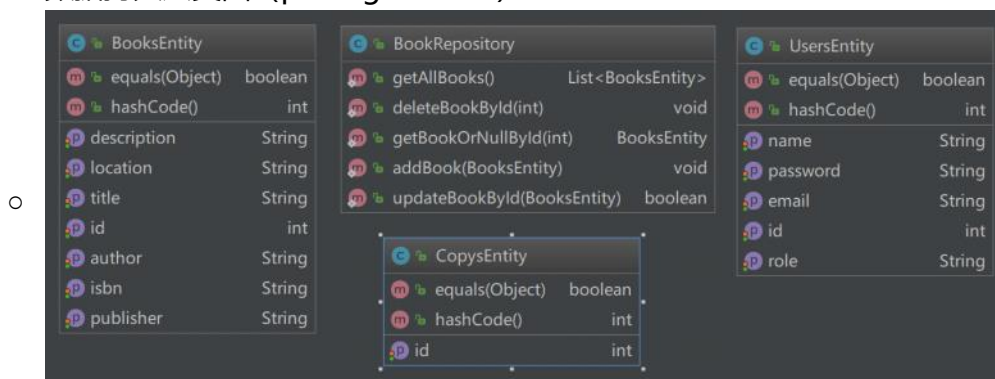 BooksEntity
equals(Object) boolean
hashCode() int
description String
location String
title String
id int
author String
isbn String
publisher String
BookRepository
getAllBooks() List<BooksEntity>
deleteBookById(int) void
getBookOrNullById(int) BooksEntity
addBook(BooksEntity) void
updateBookById(BooksEntity) boolean
CopysEntity
equals(Object) boolean
hashCode() int
id int
UsersEntity
equals(Object) boolean
hashCode() int
name String
password String
email String
id int
role String